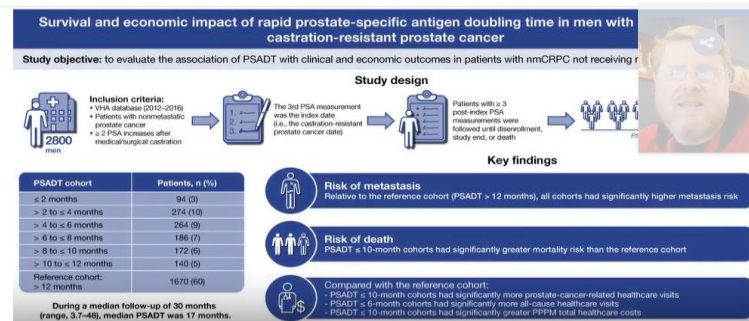 Survival and economic impact of rapid prostate-specific antigen doubling time in men with
castration-resistant prostate cancer
Study objective: to evaluate the association of PSADT with clinical and economic outcomes in patients with nmCRPC not receiving
Study design
Inclusion criteria:
• VHA database (2012–2016)
• Patients with nonmetastatic
prostate cancer
• ≥ 2 PSA increases after
medical/surgical castration
2800
men
1.
2.
3.
The 3rd PSA measurement
was the index date
(i.e., the castration-resistant
prostate cancer date)
Patients with ≥ 3
post-index PSA
measurements were
followed until disenrollment,
study end, or death
Key findings
PSADT cohort Patients, n (%)
≤ 2 months 94 (3)
> 2 to ≤ 4 months 274 (10)
> 4 to ≤ 6 months 264 (9)
> 6 to ≤ 8 months 186 (7)
> 8 to ≤ 10 months 172 (6)
> 10 to ≤ 12 months 140 (5)
Reference cohort:
> 12 months 1670 (60)
During a median follow-up of 30 months
(range, 3.7–48), median PSADT was 17 months.
Risk of metastasis
Relative to the reference cohort (PSADT > 12 months), all cohorts had significantly higher metastasis risk
Risk of death
PSADT ≤ 10-month cohorts had significantly greater mortality risk than the reference cohort
Compared with the reference cohort:
- PSADT ≤ 10-month cohorts had significantly more prostate-cancer-related healthcare visits
- PSADT ≤ 6-month cohorts had significantly more all-cause healthcare visits
- PSADT ≤ 10-month cohorts had significantly greater PPPM total healthcare costs